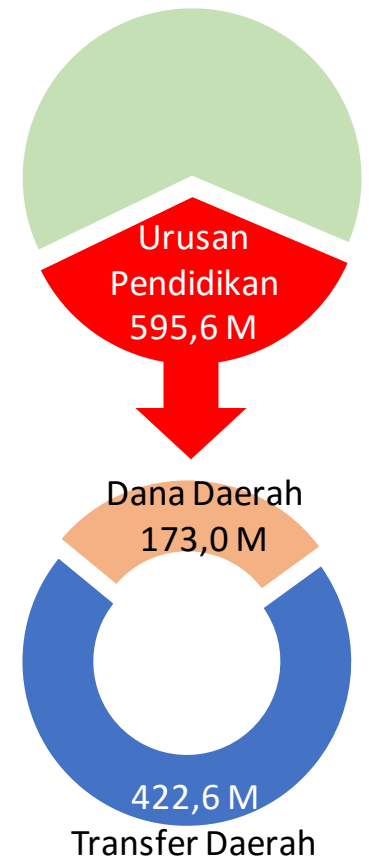 Urusan
Pendidikan
595,6 M
Dana Daerah
173,0 M
422,6 M
Transfer Daerah